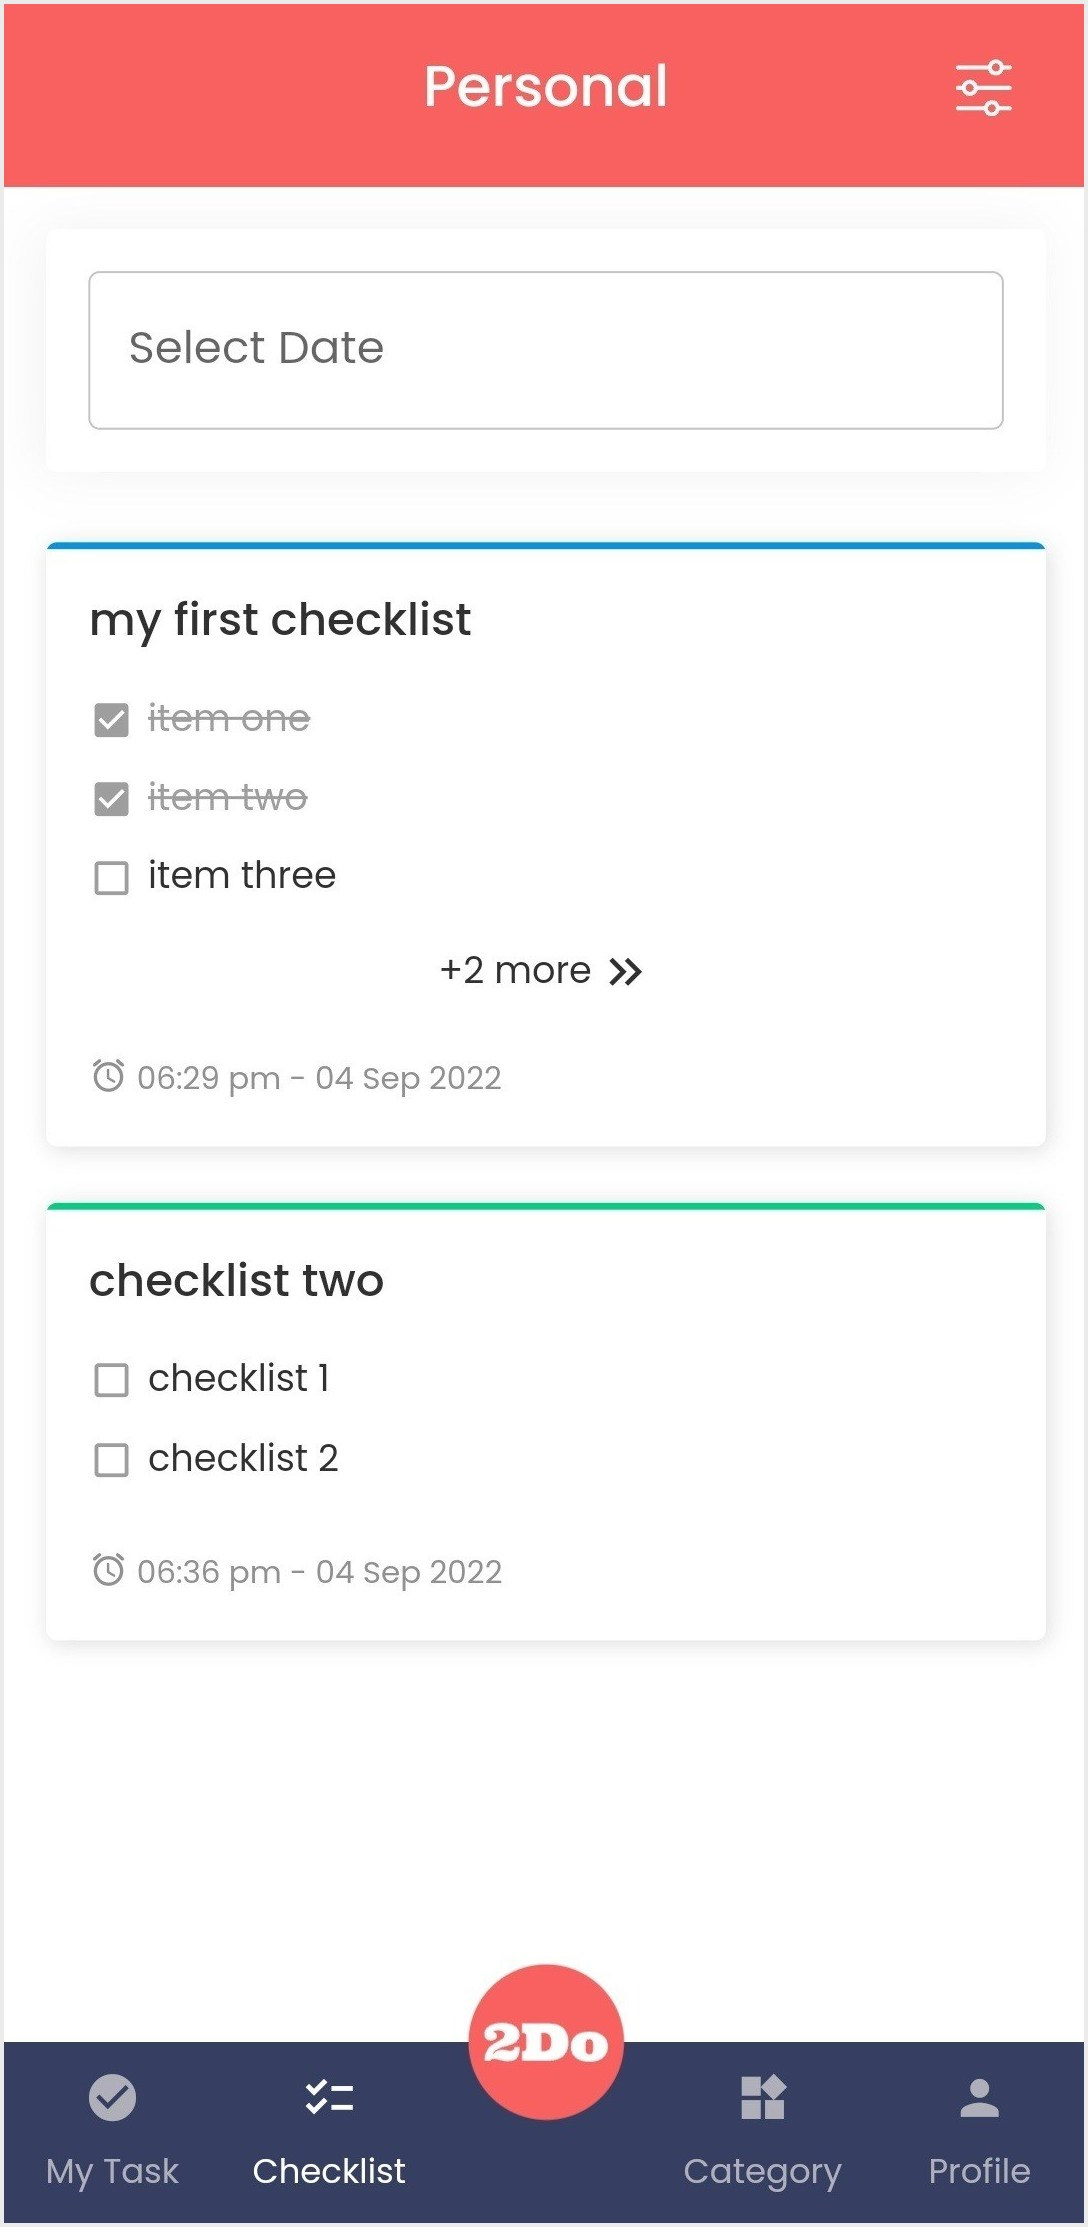 Personal
Select Date
my first checklist
item one
item two
item three
+2 more
06:29 pm - 04 Sep 2022
checklist two
checklist 1
checklist 2
06:36 pm - 04 Sep 2022
2Do
My Task
Checklist
Category
Profile